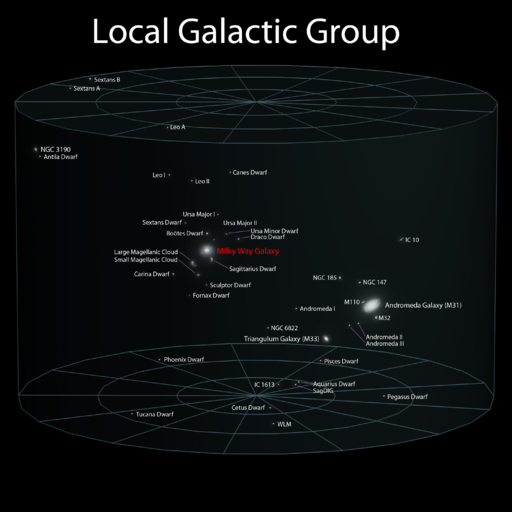 Local Galactic Group
Sextans B
Sextans A
Leo A
NGC 3190
Antila Dwarf
Leo I
Canes Dwarf
Leo II
Ursa Major I
Sextans Dwarf
Ursa Major II
Boötes Dwarf
Ursa Minor Dwarf
Draco Dwarf
IC 10
Milky Way Galaxy
Large Magellanic Cloud
Small Magellanic Cloud
Sagittarius Dwarf
Carina Dwarf
NGC 185
NGC 147
Sculptor Dwarf
Fornax Dwarf
M110
Andromeda Galaxy (M31)
Andromeda I
M32
NGC 6822
Triangulum Galaxy (M33)
Andromeda II
Andromeda III
Phoenix Dwarf
Pisces Dwarf
IC 1613
Aquarius Dwarf
SagDIG
Pegasus Dwarf
Cetus Dwarf
Tucana Dwarf
WLM